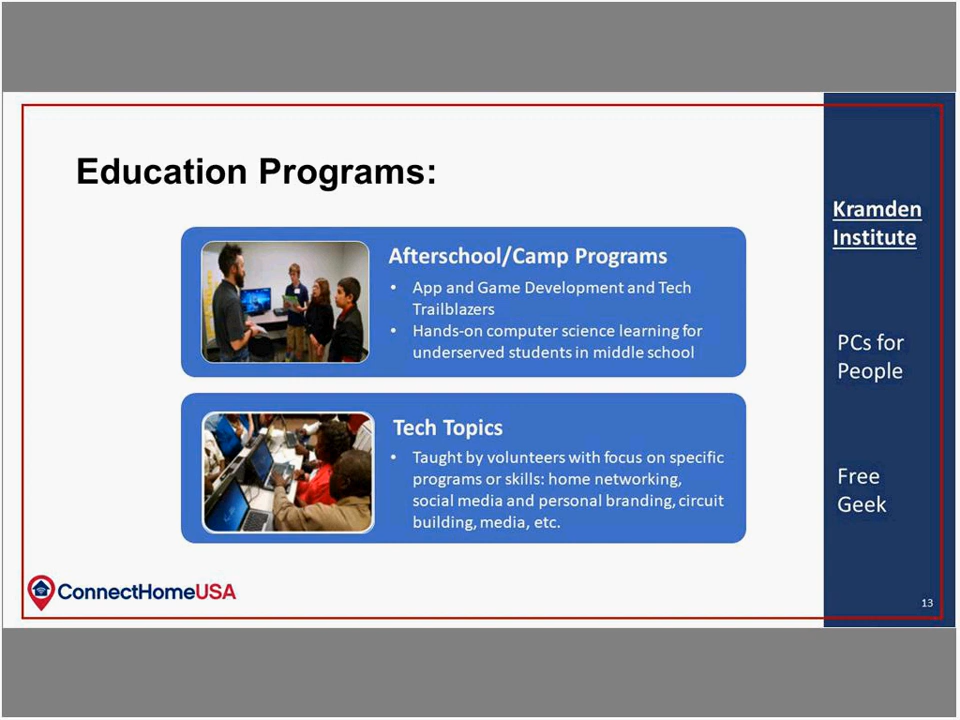 Education Programs:
Afterschool/Camp Programs
• App and Game Development and Tech
Trailblazers
• Hands-on computer science learning for
underserved students in middle school
Tech Topics
• Taught by volunteers with focus on specific
programs or skills: home networking,
social media and personal branding, circuit
building, media, etc.
Kramden
Institute
PCs for
People
Free
Geek
ConnectHomeUSA
13